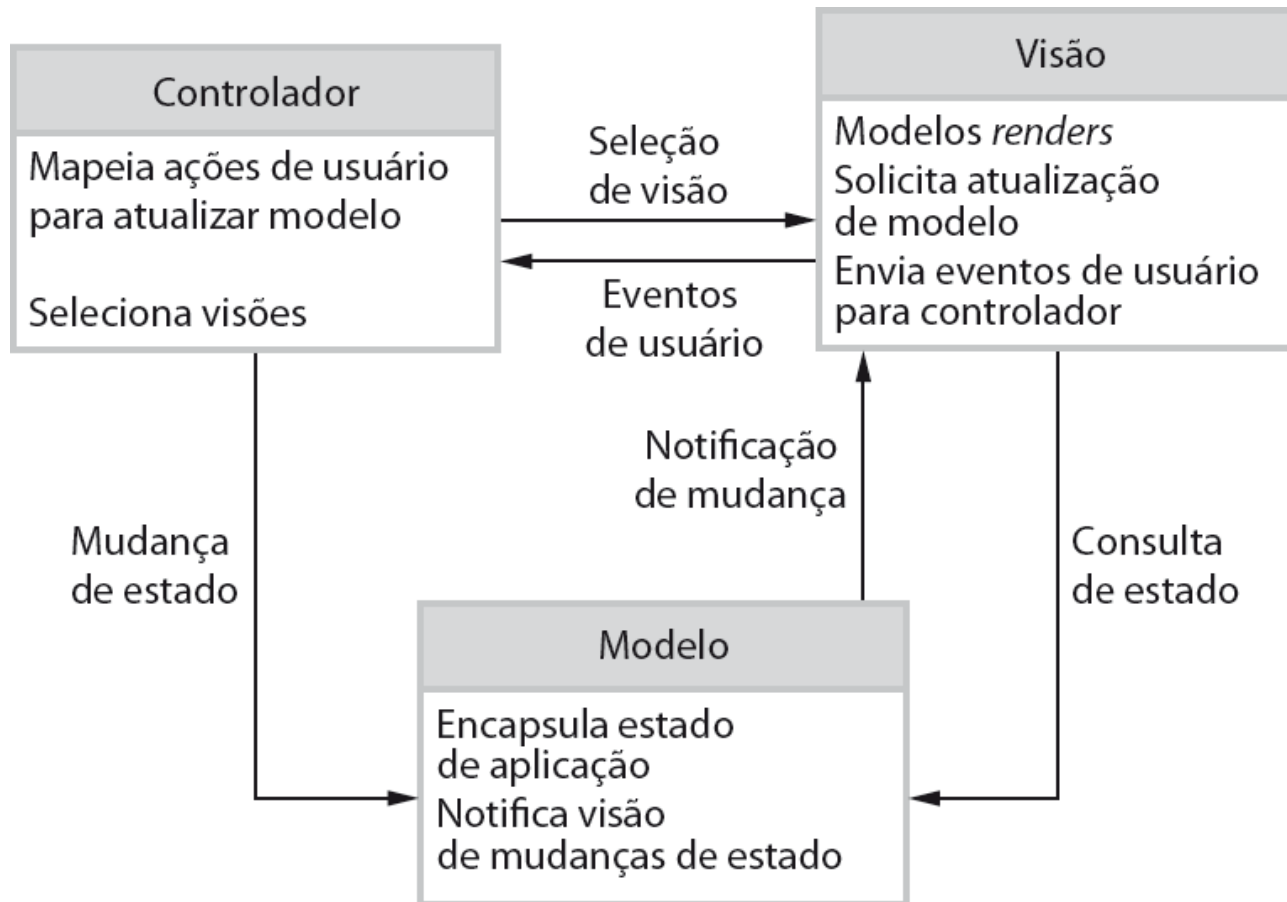 Controlador
Mapeia ações de usuário
para atualizar modelo
Seleciona visões
Seleção
de visão
Eventos
de usuário
Visão
Modelos renders
Solicita atualização
de modelo
Envia eventos de usuário
para controlador
Notificação
de mudança
Mudança
de estado
Consulta
de estado
Modelo
Encapsula estado
de aplicação
Notifica visão
de mudanças de estado